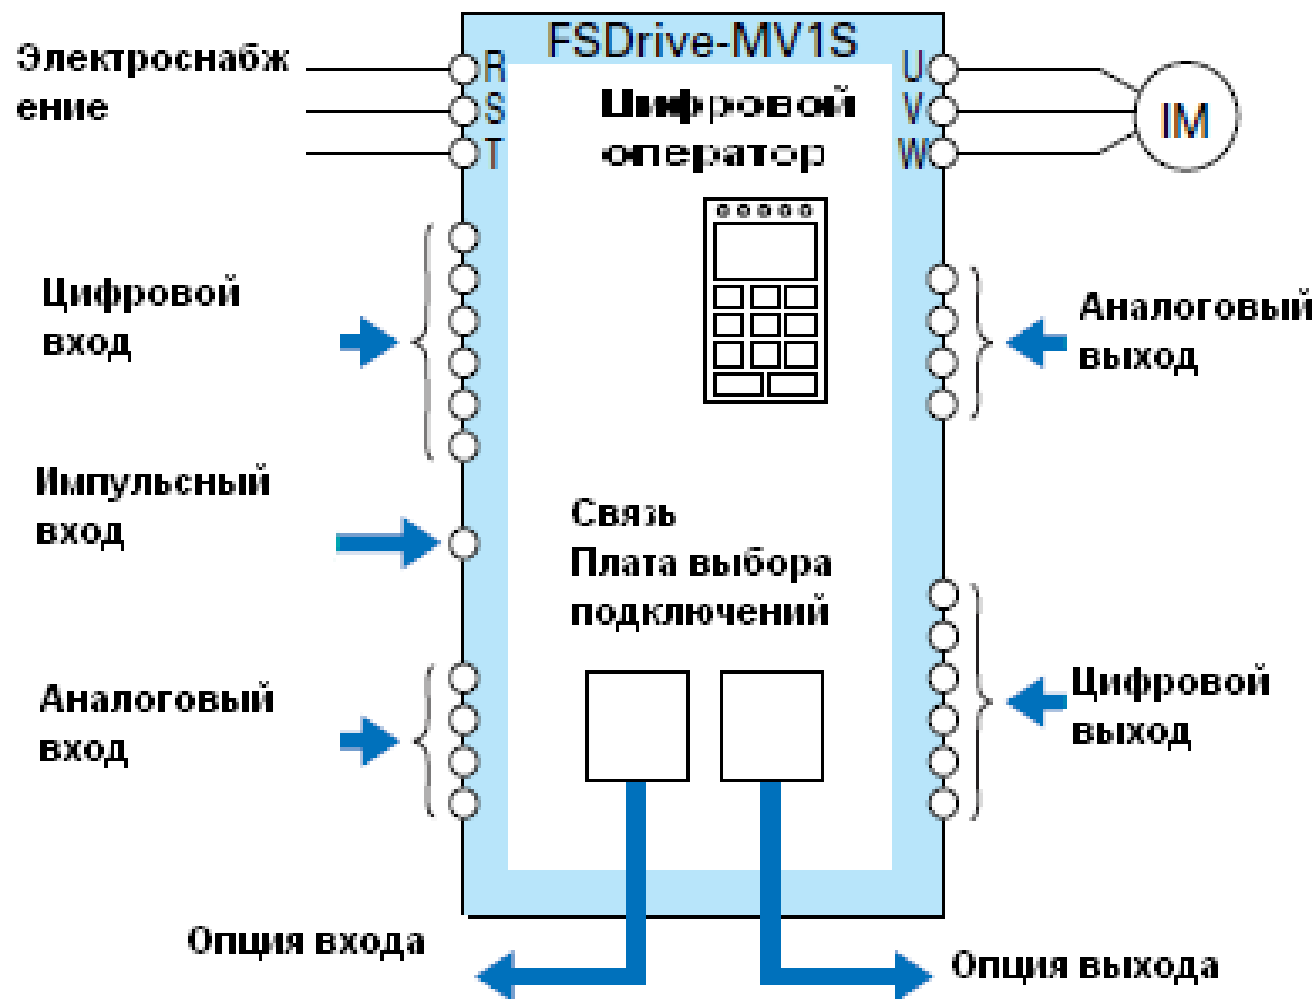 FSDrive-MV1S
Электроснабж
ение
R
S
T
U
V
W
IM
Цифровой
оператор
Цифровой
вход
Аналоговый
выход
Импульсный
вход
Связь
Плата выбора
подключений
Аналоговый
вход
Цифровой
выход
Опция входа
Опция выхода